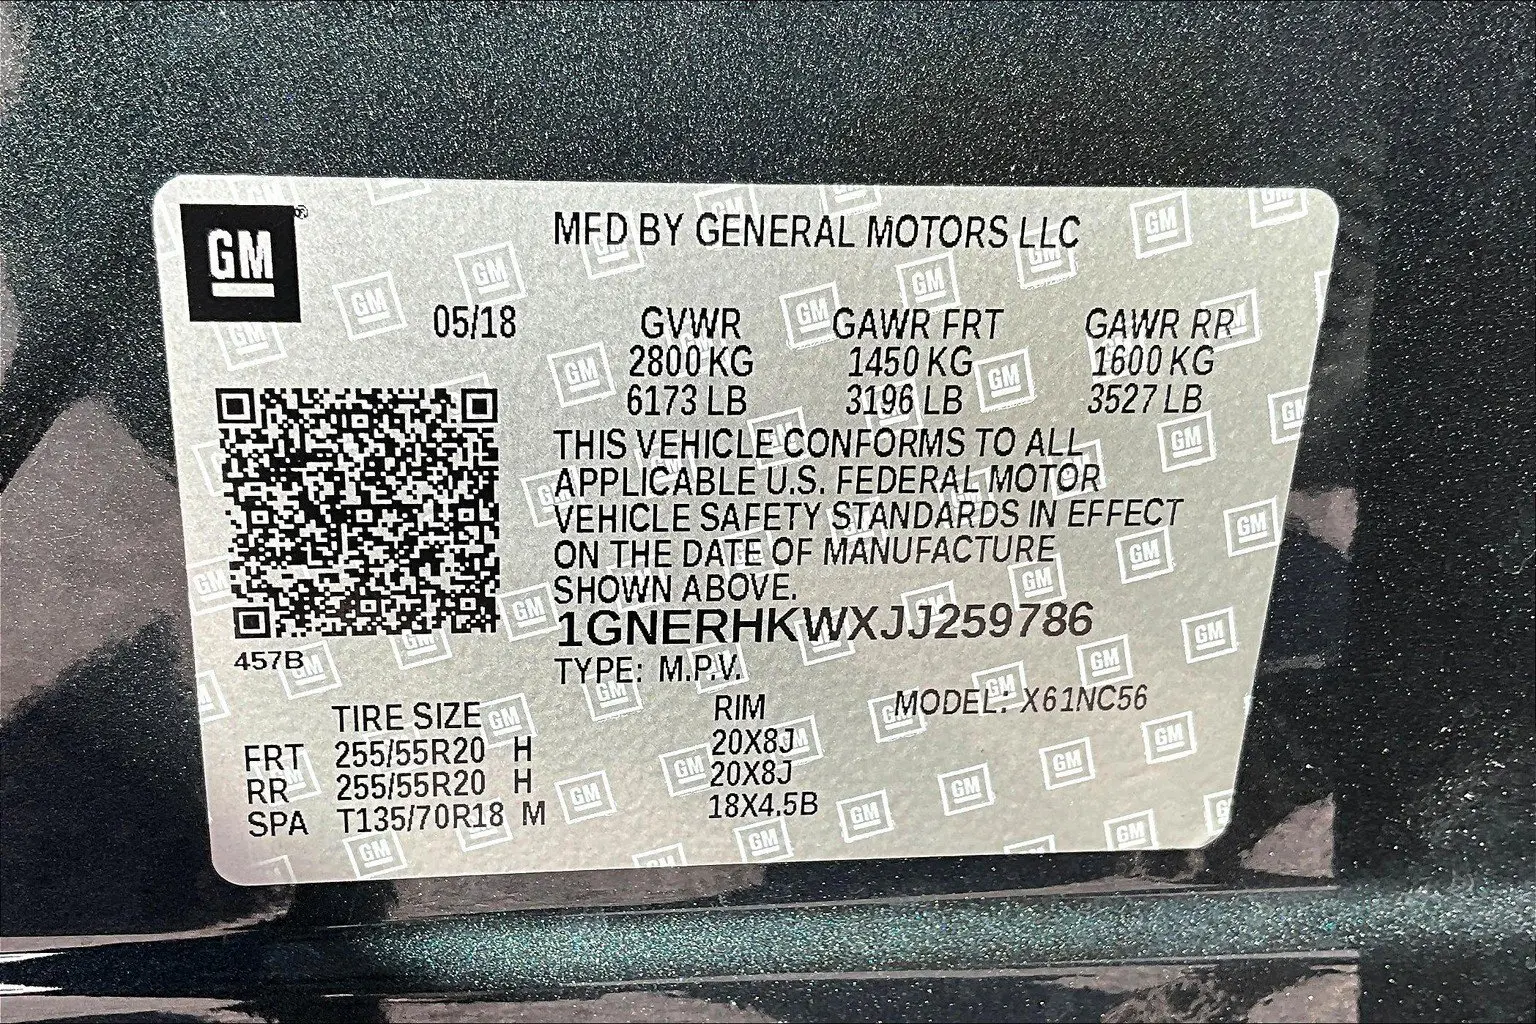 GM
MFD BY GENERAL MOTORS LLC
05/18 GVWR GAWR FRT GAWR RR
2800 KG 1450 KG 1600 KG
6173 LB 3196 LB 3527 LB
THIS VEHICLE CONFORMS TO ALL
APPLICABLE U.S. FEDERAL MOTOR
VEHICLE SAFETY STANDARDS IN EFFECT
ON THE DATE OF MANUFACTURE
SHOWN ABOVE.
1GNERHKWXJJ259786
457B
TYPE: M.P.V.
MODEL: X61NC56
TIRE SIZE RIM
FRT 255/55R20 H 20X8J
RR 255/55R20 H 20X8J
SPA T135/70R18 M 18X4.5B